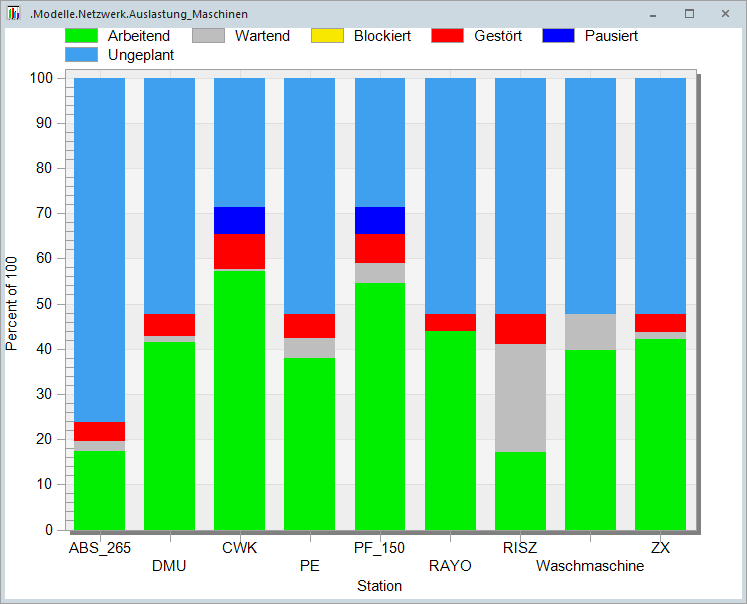 .Modelle.Netzwerk.Auslastung_Maschinen
Arbeitend Wartend Blockiert Gestört Pausiert
Ungeplant
100
90
80
70
60
50
40
30
20
10
0
Percent of 100
ABS_265 CWK PF_150 RISZ ZX
DMU PE RAYO Waschmaschine
Station